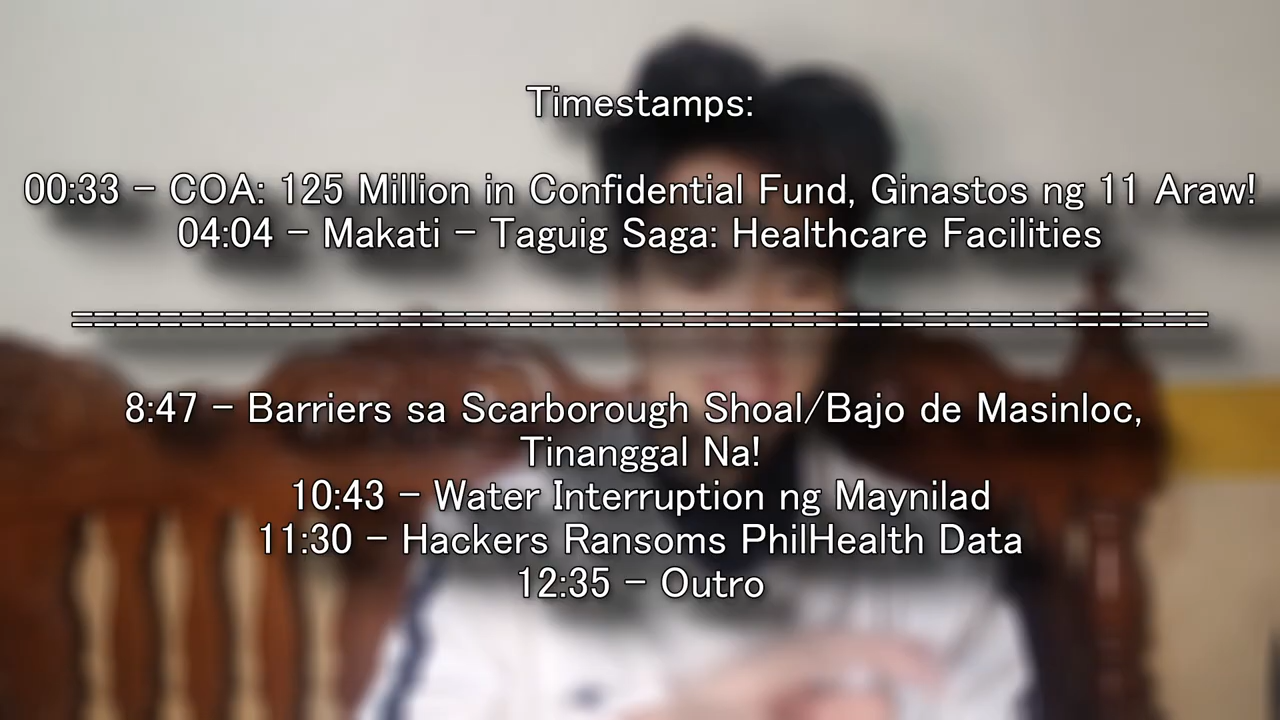 Timestamps:
00:33 - COA: 125 Million in Confidential Fund, Ginastos ng 11 Araw!
04:04 - Makati - Taguig Saga: Healthcare Facilities
====================================================
8:47 - Barriers sa Scarborough Shoal/Bajo de Masinloc,
Tinanggal Na!
10:43 - Water Interruption ng Maynilad
11:30 - Hackers Ransoms PhilHealth Data
12:35 - Outro